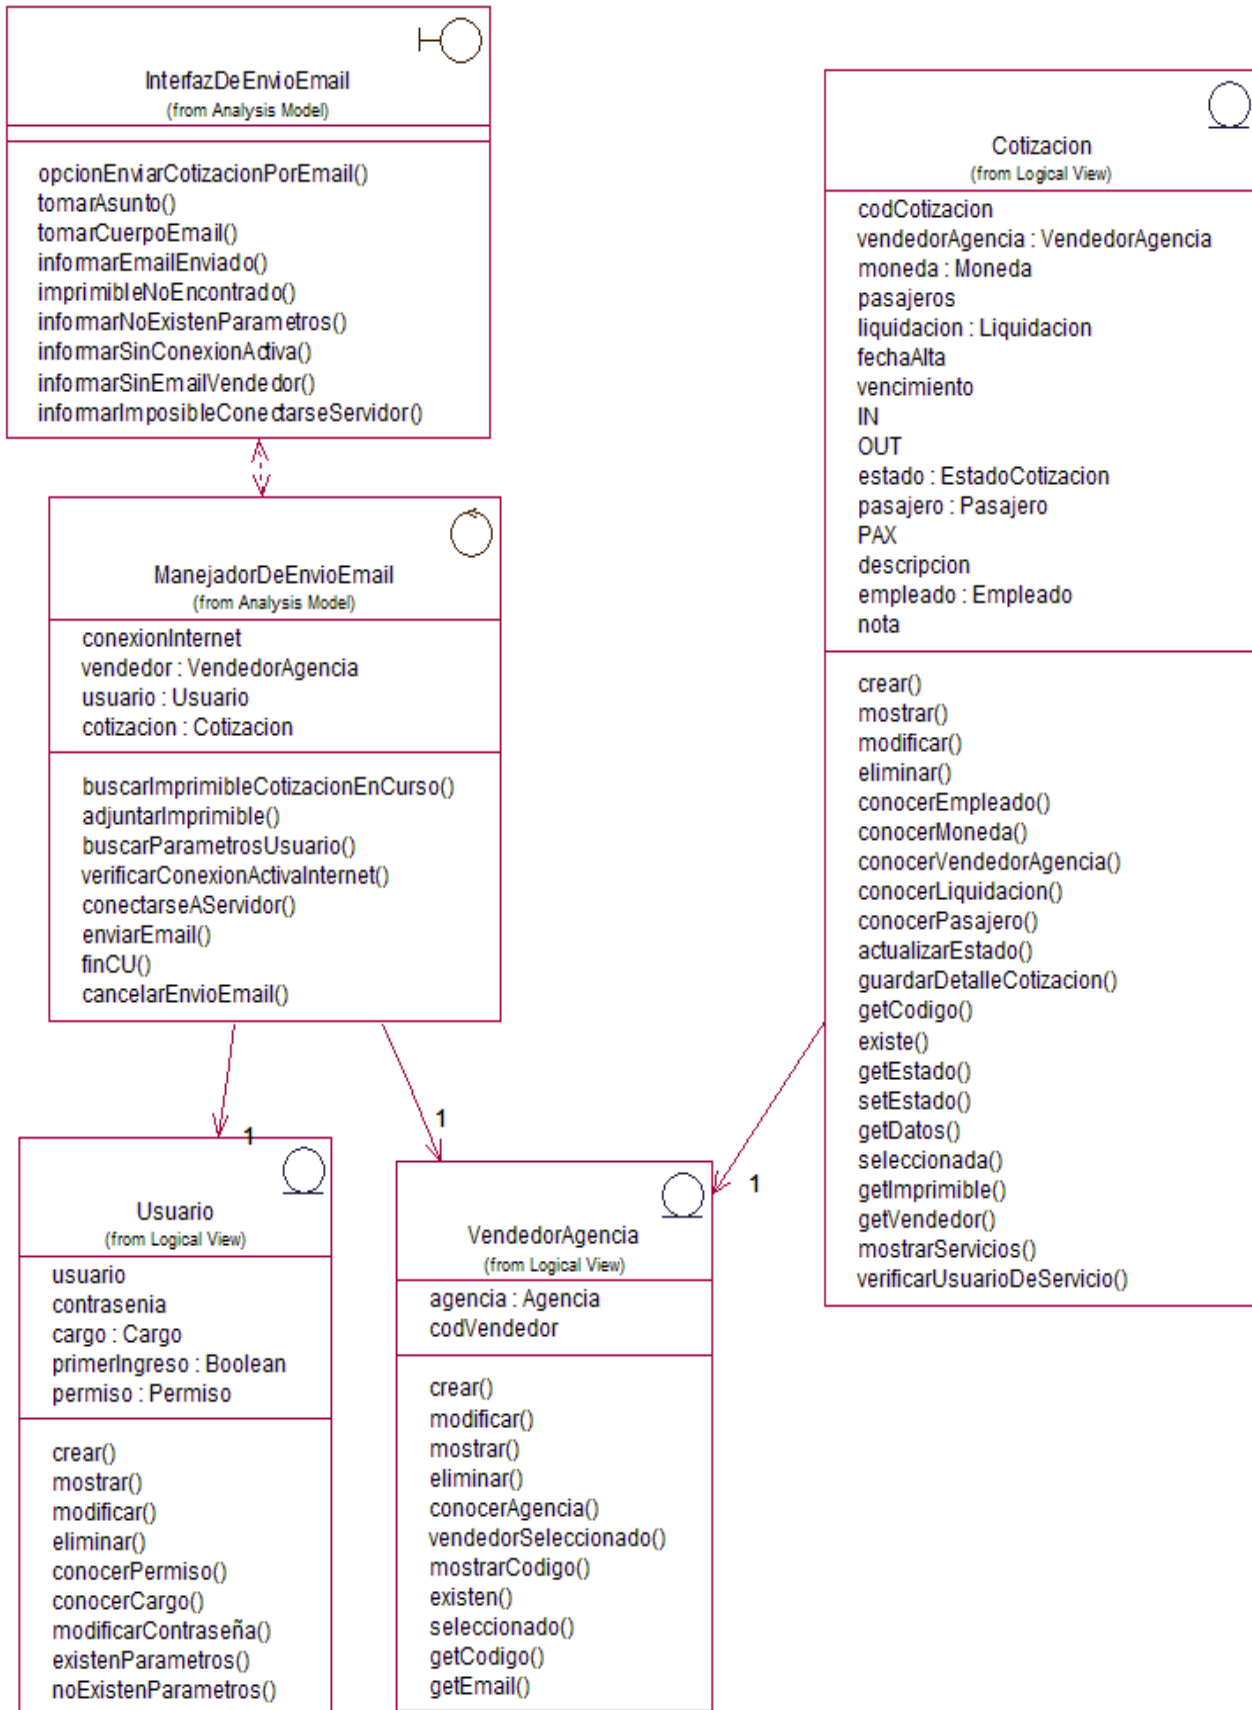 InterfazDeEnvioEmail
(from Analysis Model)
opcionEnviarCotizacionPorEmail()
tomarAsunto()
tomarCuerpoEmail()
informarEmailEnviado()
imprimibleNoEncontrado()
informarNoExistenParametros()
informarSinConexionActiva()
informarSinEmailVendedor()
informarImposibleConectarseServidor()
ManejadorDeEnvioEmail
(from Analysis Model)
conexionInternet
vendedor : VendedorAgencia
usuario : Usuario
cotizacion : Cotizacion
buscarImprimibleCotizacionEnCurso()
adjuntarImprimible()
buscarParametrosUsuario()
verificarConexionActivaInternet()
conectarseAServidor()
enviarEmail()
finCU()
cancelarEnvioEmail()
1
1
1
Usuario
(from Logical View)
usuario
contrasenia
cargo : Cargo
primerIngreso : Boolean
permiso : Permiso
crear()
mostrar()
modificar()
eliminar()
conocerPermiso()
conocerCargo()
modificarContraseña()
existenParametros()
noExistenParametros()
VendedorAgencia
(from Logical View)
agencia : Agencia
codVendedor
crear()
modificar()
mostrar()
eliminar()
conocerAgencia()
vendedorSeleccionado()
mostrarCodigo()
existen()
seleccionado()
getCodigo()
getEmail()
Cotizacion
(from Logical View)
codCotizacion
vendedorAgencia : VendedorAgencia
moneda : Moneda
pasajeros
liquidacion : Liquidacion
fechaAlta
vencimiento
IN
OUT
estado : EstadoCotizacion
pasajero : Pasajero
PAX
descripcion
empleado : Empleado
nota
crear()
mostrar()
modificar()
eliminar()
conocerEmpleado()
conocerMoneda()
conocerVendedorAgencia()
conocerLiquidacion()
conocerPasajero()
actualizarEstado()
guardarDetalleCotizacion()
getCodigo()
existe()
getEstado()
setEstado()
getDatos()
seleccionada()
getImprimible()
getVendedor()
mostrarServicios()
verificarUsuarioDeServicio()